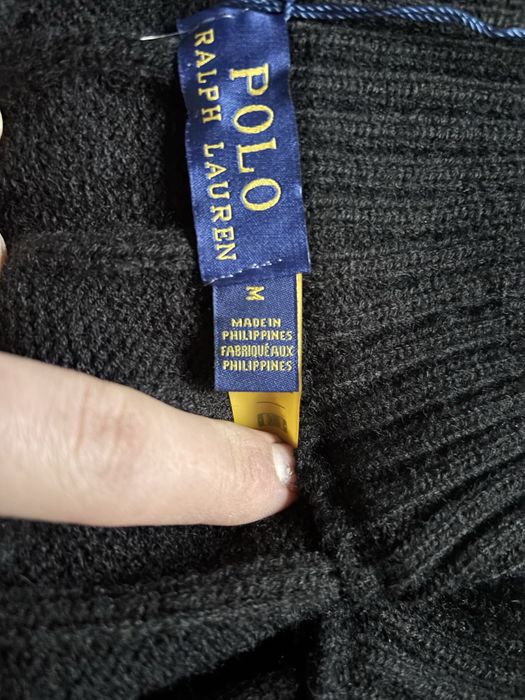 POLO
RALPH LAUREN
M
MADE IN
PHILIPPINES
FABRIQUÉ AUX
PHILIPPINES